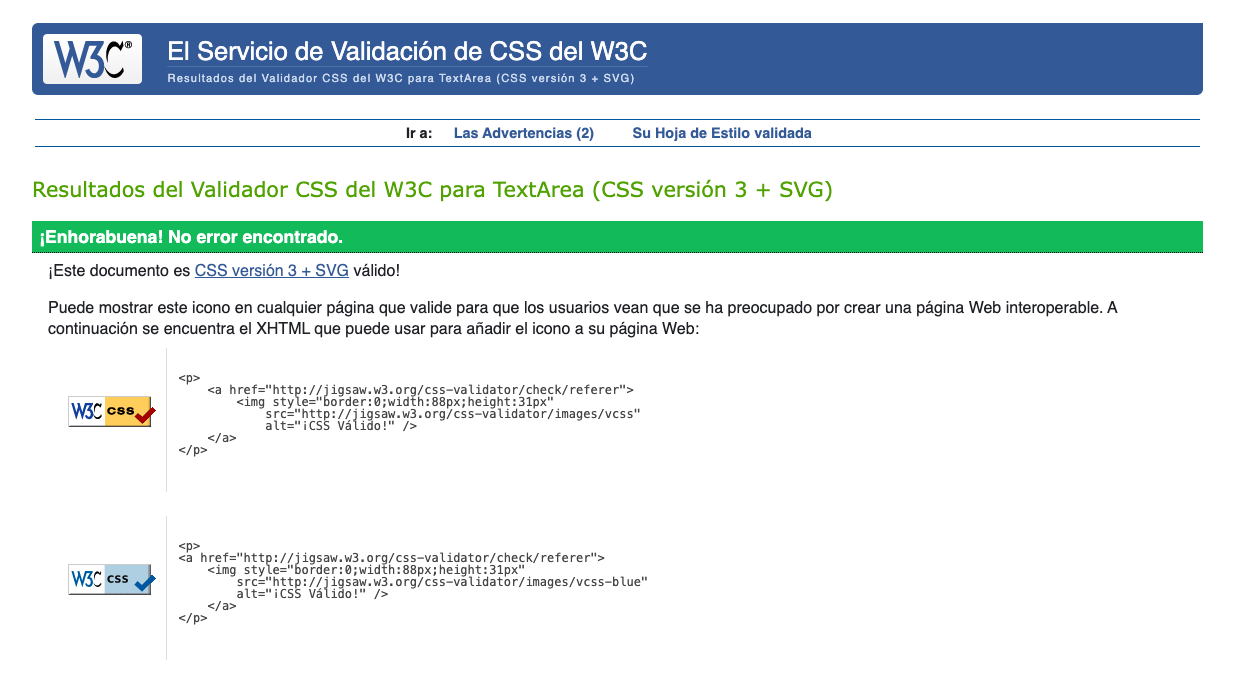 W3C®
El Servicio de Validación de CSS del W3C
Resultados del Validador CSS del W3C para TextArea (CSS versión 3 + SVG)
Ir a: Las Advertencias (2) Su Hoja de Estilo validada
Resultados del Validador CSS del W3C para TextArea (CSS versión 3 + SVG)
¡Enhorabuena! No error encontrado.
¡Este documento es CSS versión 3 + SVG válido!
Puede mostrar este icono en cualquier página que valide para que los usuarios vean que se ha preocupado por crear una página Web interoperable. A
continuación se encuentra el XHTML que puede usar para añadir el icono a su página Web:
W3C css
<p>
    <a href="http://jigsaw.w3.org/css-validator/check/referer">
        <img style="border:0;width:88px;height:31px"
            src="http://jigsaw.w3.org/css-validator/images/vcss"
            alt="¡CSS Válido!" />
    </a>
</p>
W3C css
<p>
<a href="http://jigsaw.w3.org/css-validator/check/referer">
    <img style="border:0;width:88px;height:31px"
        src="http://jigsaw.w3.org/css-validator/images/vcss-blue"
        alt="¡CSS Válido!" />
    </a>
</p>